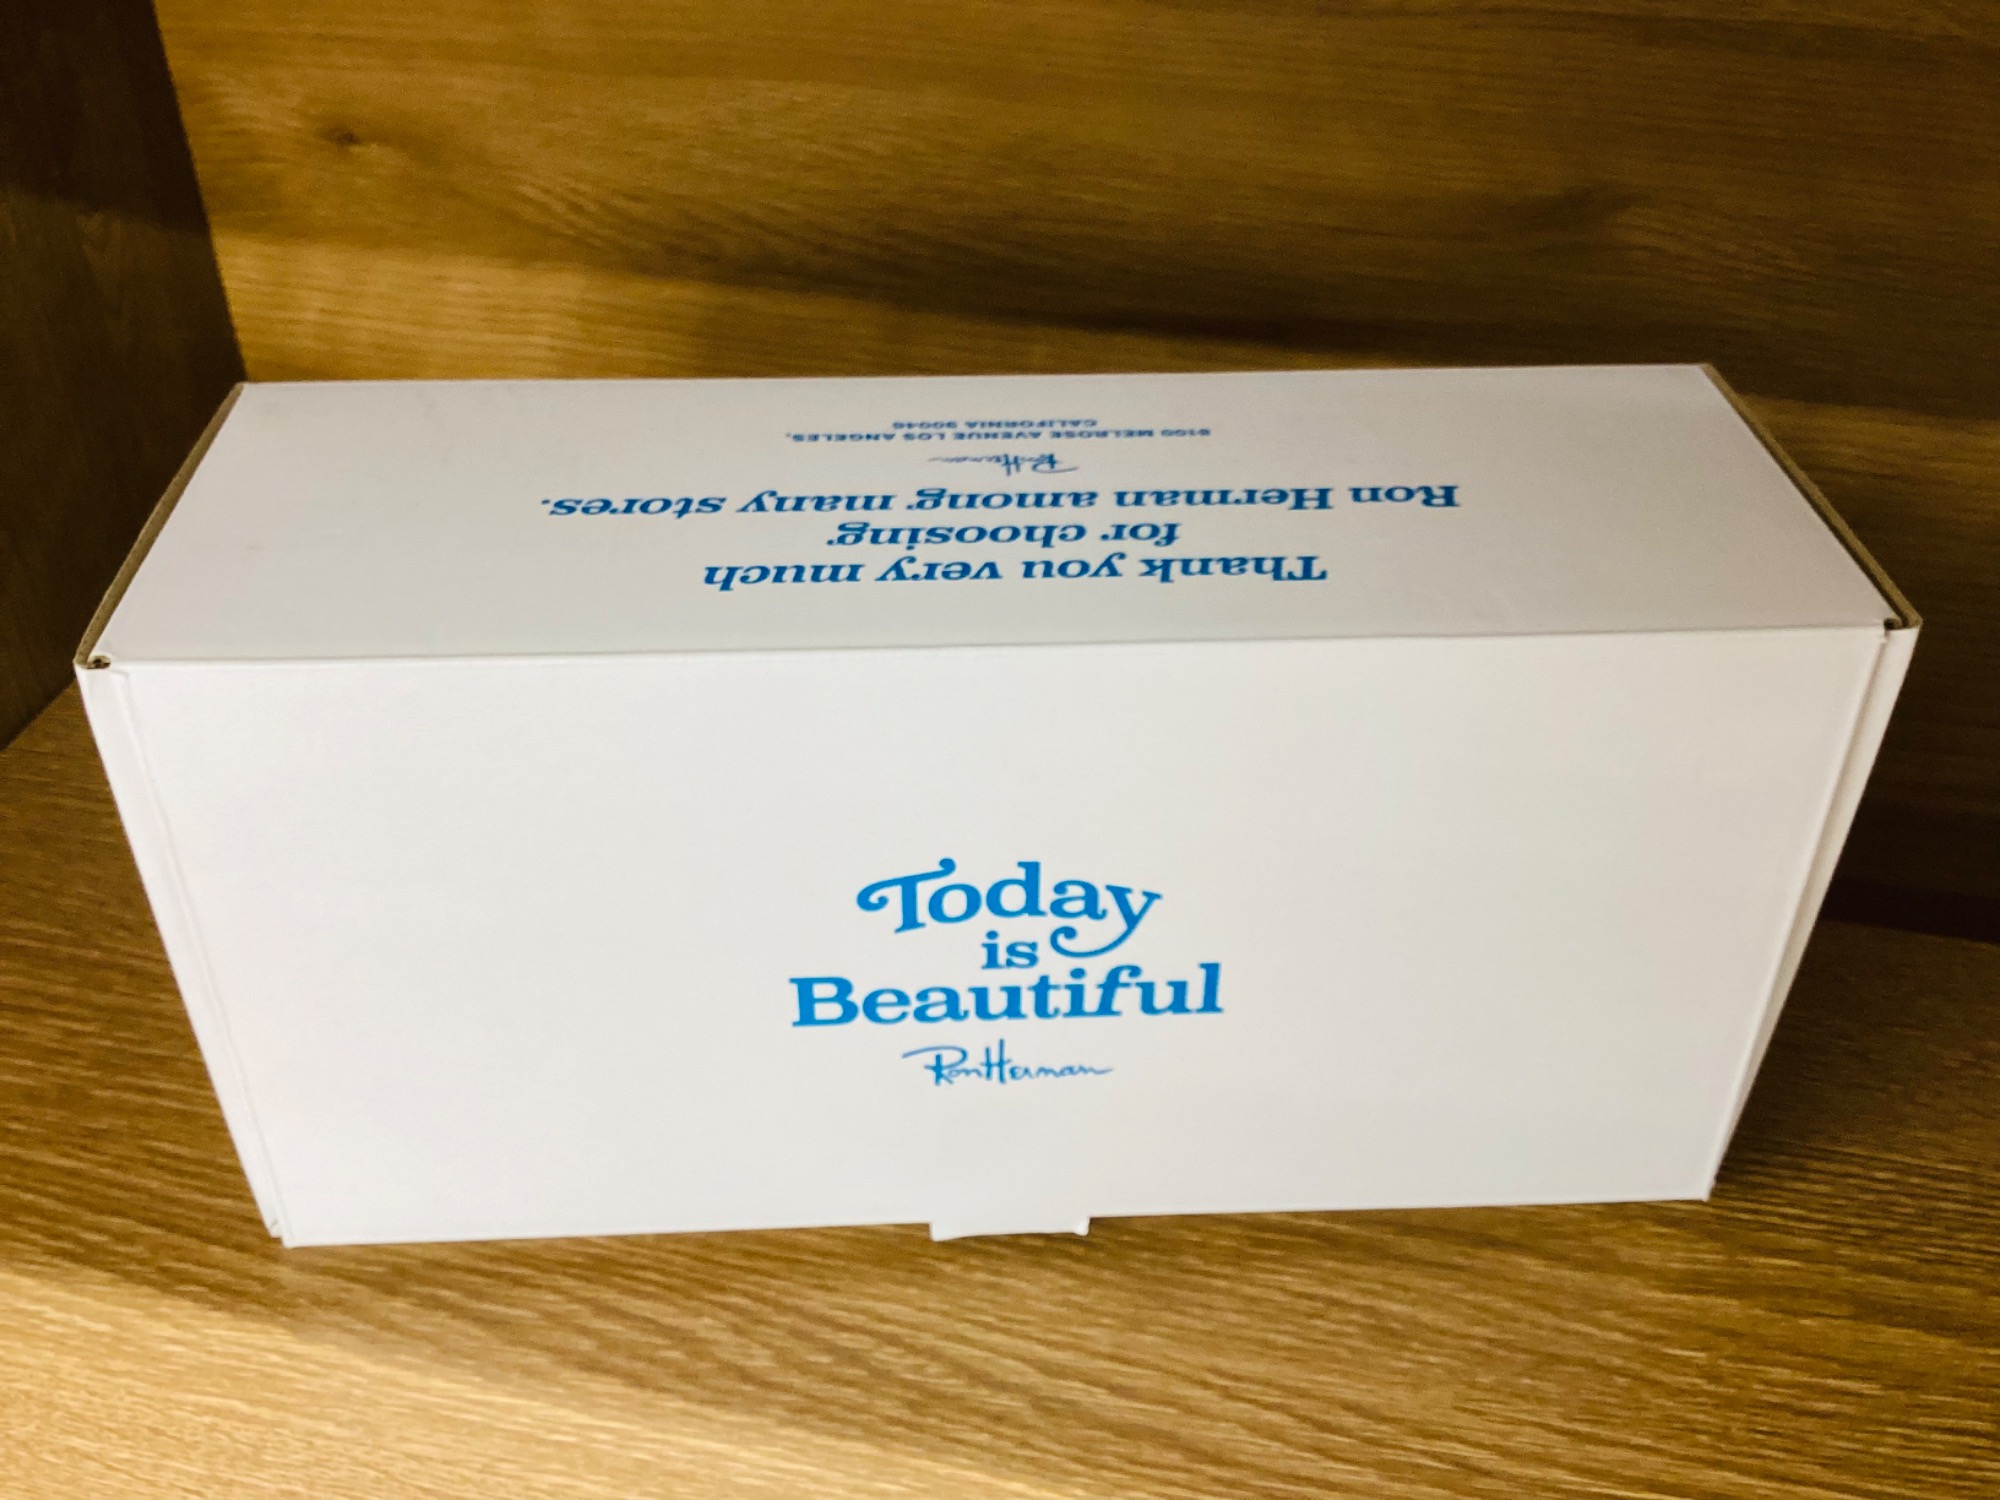 Thank you very much
for choosing
Ron Herman among many stores.
Ron Herman
8100 MELROSE AVENUE LOS ANGELES,
CALIFORNIA 90046
Today
is
Beautiful
Ron Herman